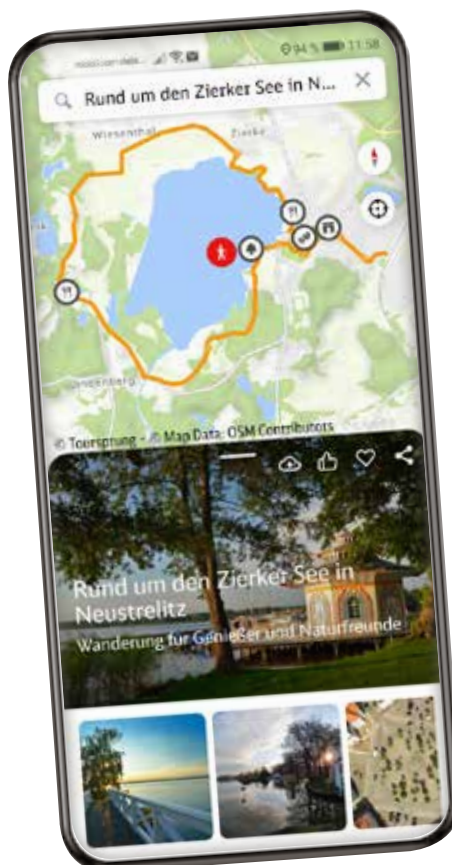 94 % 11:58
Rund um den Zierker See in N...
Wiesenthal
Zierke
© Toursprung - © Map Data: OSM Contributors
Rund um den Zierker See in
Neustrelitz
Wanderung für Genießer und Naturfreunde